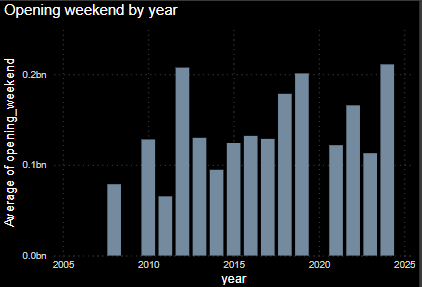 Opening weekend by year
Average of opening_weekend
0.2bn
0.1bn
0.0bn
2005 2010 2015 2020 2025
year